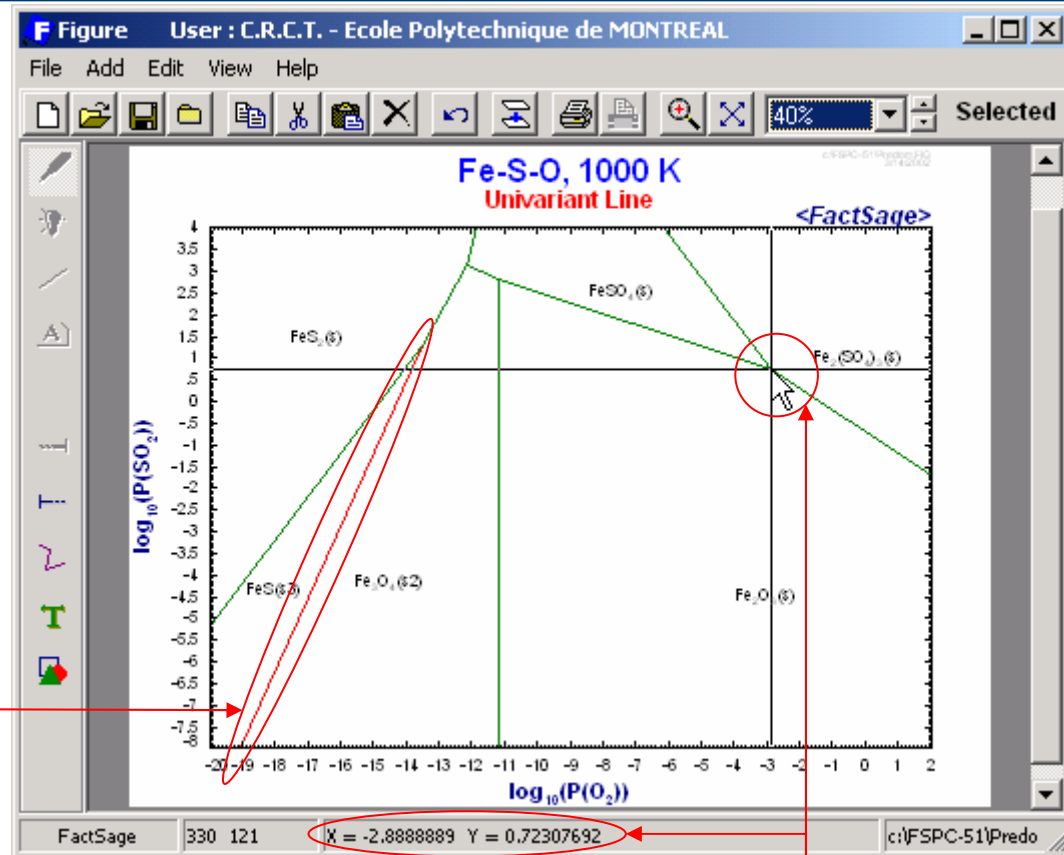 Figure User : C.R.C.T. - Ecole Polytechnique de MONTREAL
File Add Edit View Help
40% Selected
Fe-S-O, 1000 K
Univariant Line
<FactSage>
4
3.5
3
2.5
2
1.5
1
.5
0
-.5
-1
-1.5
-2
-2.5
-3
-3.5
-4
-4.5
-5
-5.5
-6
-6.5
-7
-7.5
-8
log₁₀(P(SO₂))
FeSO₄(s)
FeS₂(s)
Fe₂(SO₄)₃(s)
FeS(s3)
Fe₃O₄(s2)
Fe₂O₃(s)
-20 -19 -18 -17 -16 -15 -14 -13 -12 -11 -10 -9 -8 -7 -6 -5 -4 -3 -2 -1 0 1 2
log₁₀(P(O₂))
FactSage 330 121 X = -2.8888889 Y = 0.72307692 c:\FSPC-51\Predo